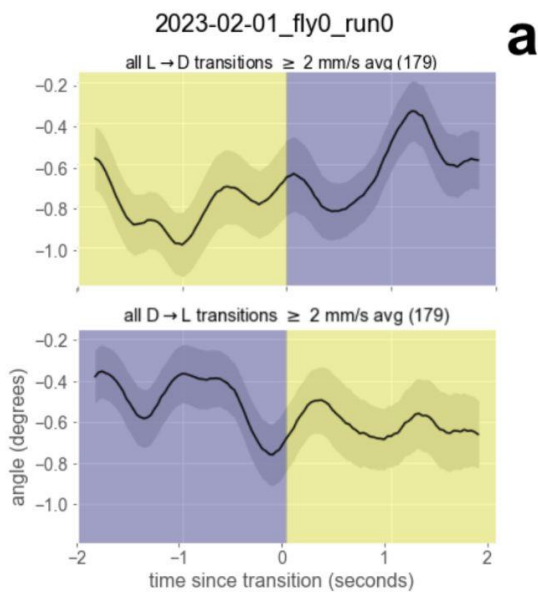 2023-02-01_fly0_run0
a
all L → D transitions ≥ 2 mm/s avg (179)
−0.2
−0.4
−0.6
−0.8
−1.0
all D → L transitions ≥ 2 mm/s avg (179)
−0.2
−0.4
−0.6
−0.8
−1.0
angle (degrees)
−2 −1 0 1 2
time since transition (seconds)